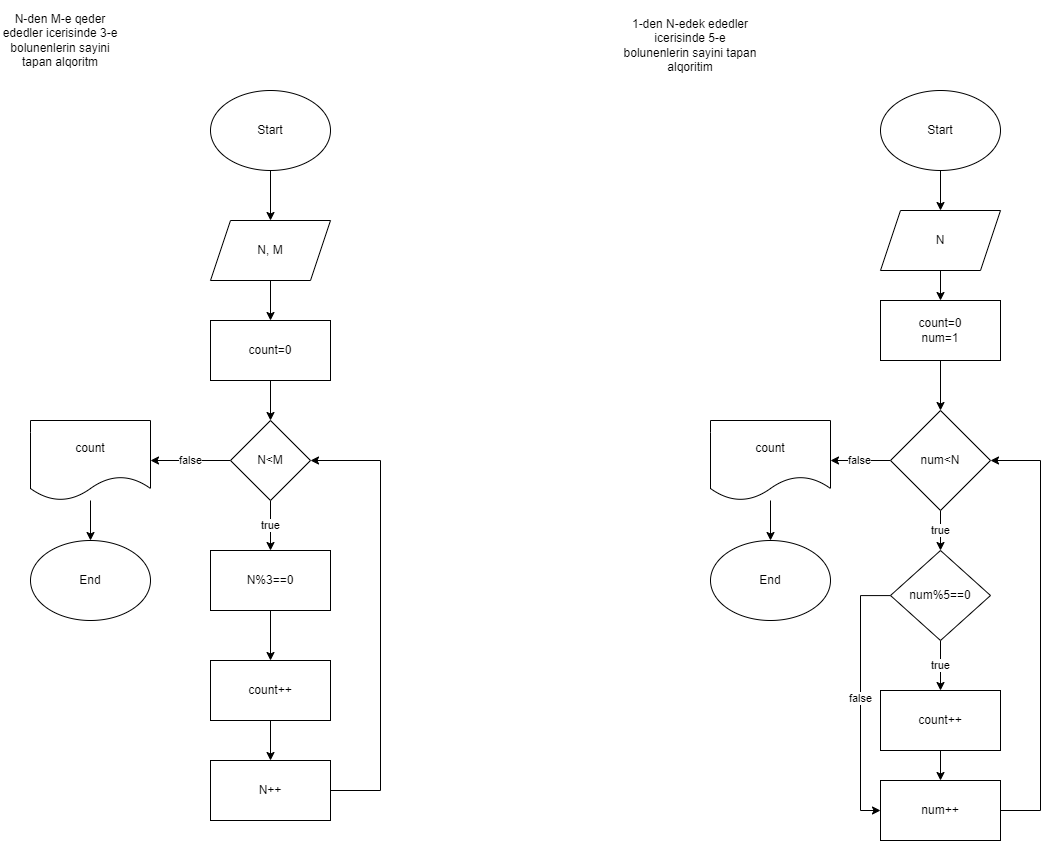 N-den M-e qeder
ededler icerisinde 3-e
bolunenlerin sayini
tapan alqoritm
Start
N, M
count=0
N<M
false
count
End
true
N%3==0
count++
N++
1-den N-edek ededler
icerisinde 5-e
bolunenlerin sayini tapan
alqoritim
Start
N
count=0
num=1
num<N
false
count
End
true
num%5==0
true
false
count++
num++